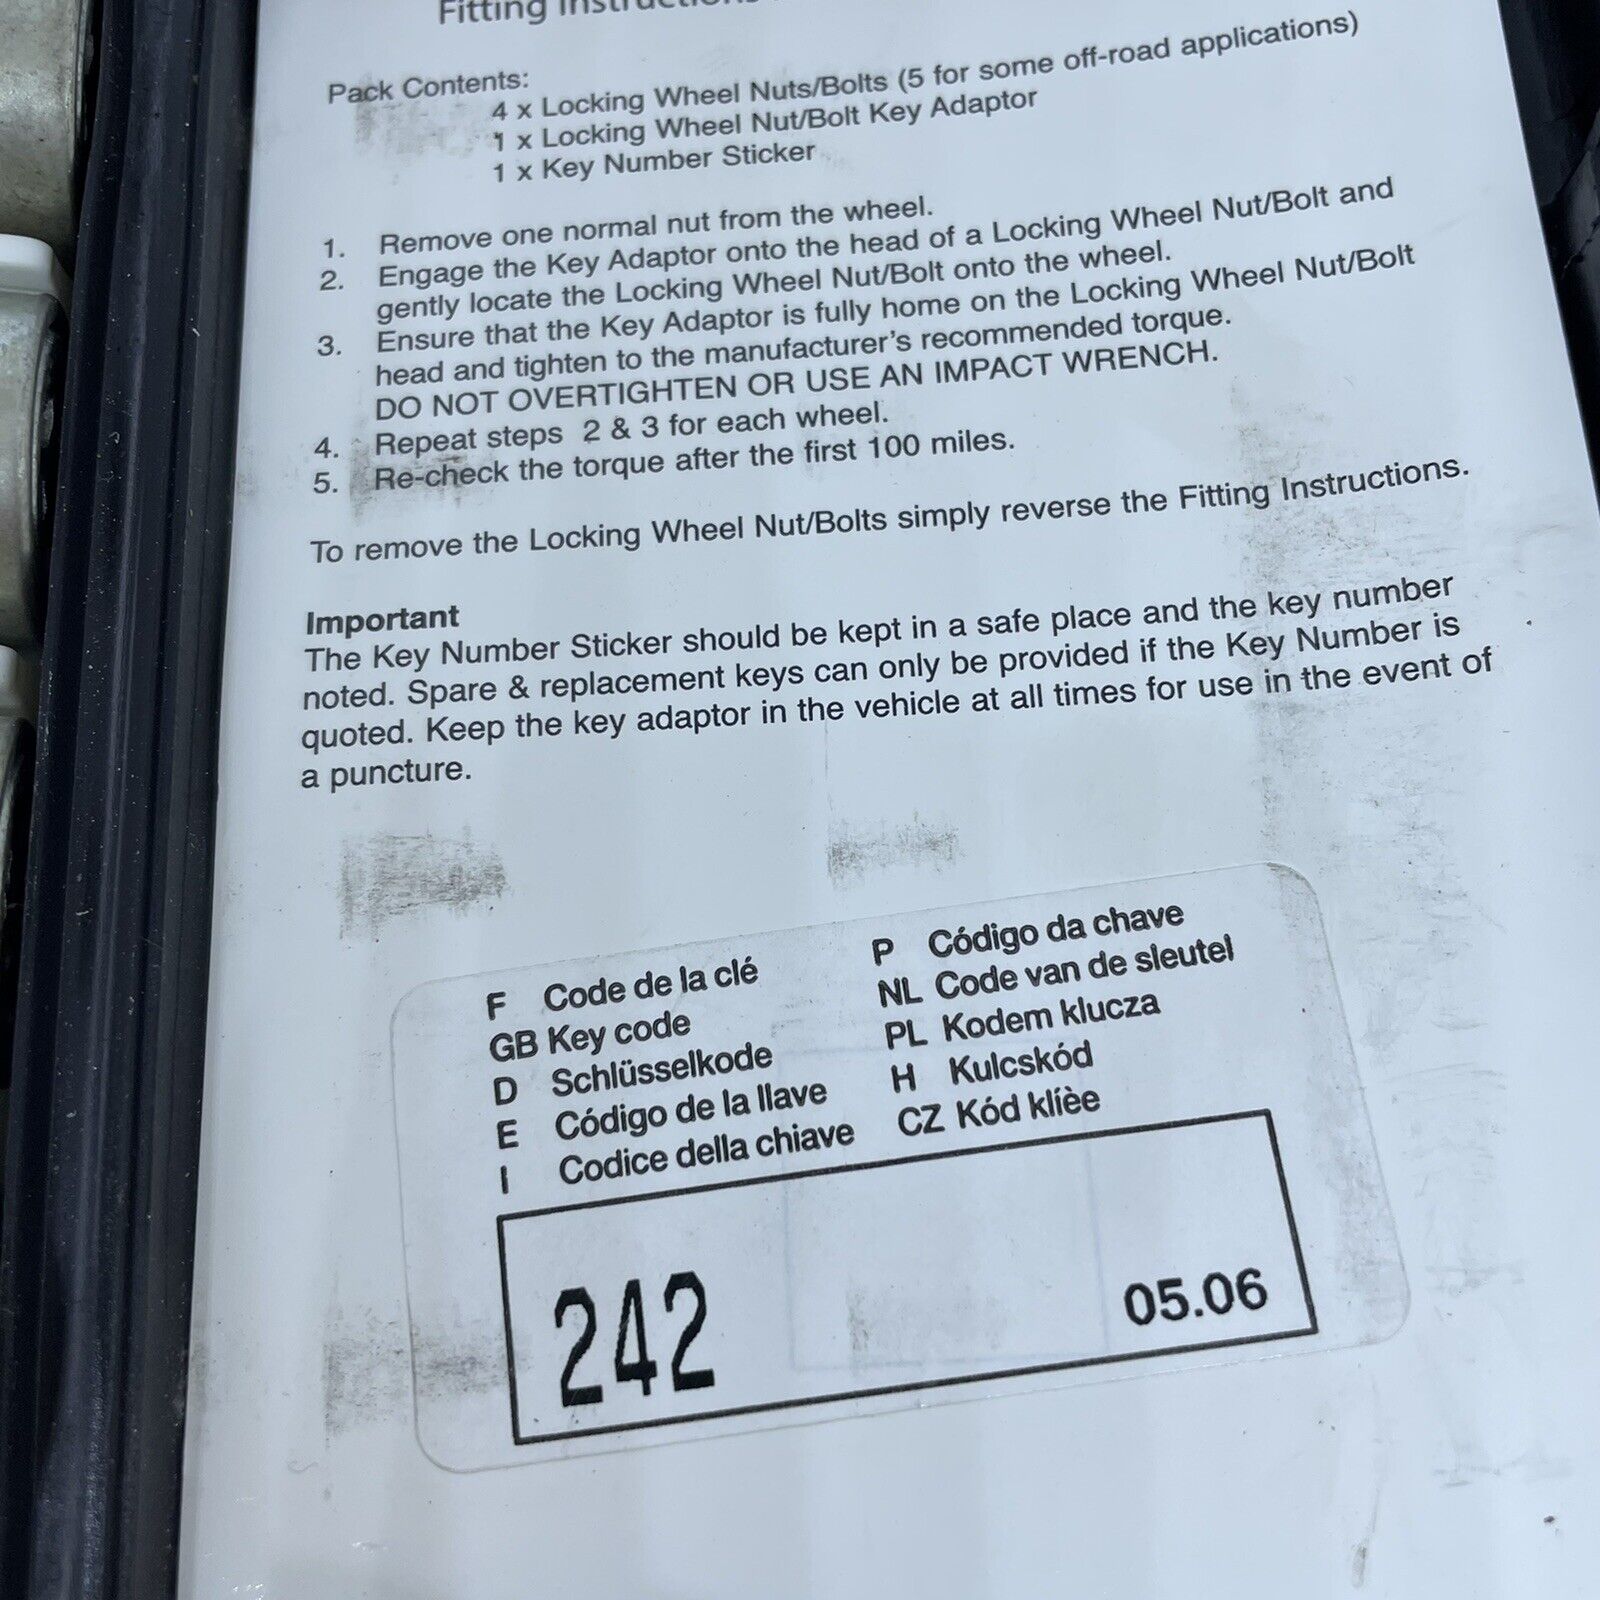 Fitting Instructions
Pack Contents:
4 x Locking Wheel Nuts/Bolts (5 for some off-road applications)
1 x Locking Wheel Nut/Bolt Key Adaptor
1 x Key Number Sticker
1. Remove one normal nut from the wheel.
2. Engage the Key Adaptor onto the head of a Locking Wheel Nut/Bolt and
gently locate the Locking Wheel Nut/Bolt onto the wheel.
3. Ensure that the Key Adaptor is fully home on the Locking Wheel Nut/Bolt
head and tighten to the manufacturer's recommended torque.
DO NOT OVERTIGHTEN OR USE AN IMPACT WRENCH.
4. Repeat steps 2 & 3 for each wheel.
5. Re-check the torque after the first 100 miles.
To remove the Locking Wheel Nut/Bolts simply reverse the Fitting Instructions.
Important
The Key Number Sticker should be kept in a safe place and the key number
noted. Spare & replacement keys can only be provided if the Key Number is
quoted. Keep the key adaptor in the vehicle at all times for use in the event of
a puncture.
F Code de la clé
GB Key code
D Schlüsselkode
E Código de la llave
I Codice della chiave
P Código da chave
NL Code van de sleutel
PL Kodem klucza
H Kulcskód
CZ Kód klíèe
242 05.06